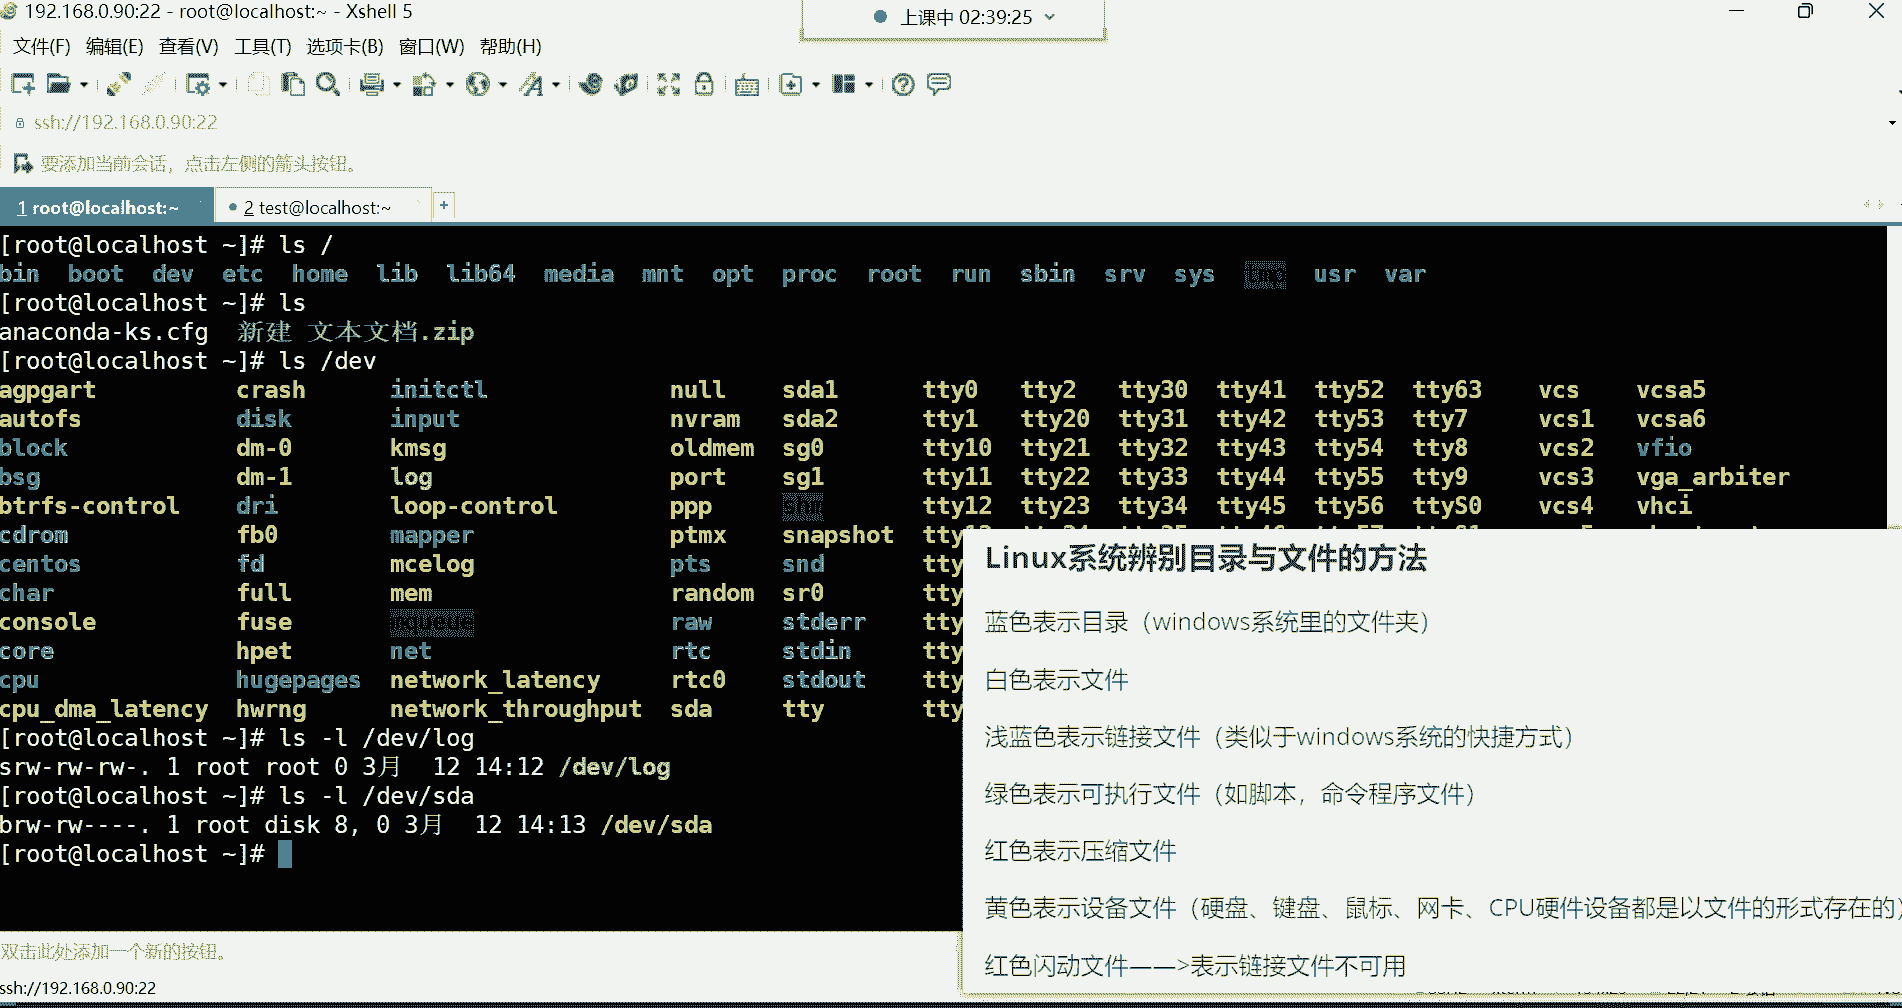 192.168.0.90:22 - root@localhost:~ - Xshell 5
上课中 02:39:25
文件(F) 编辑(E) 查看(V) 工具(T) 选项卡(B) 窗口(W) 帮助(H)
ssh://192.168.0.90:22
要添加当前会话，点击左侧的箭头按钮。
1 root@localhost:~ 2 test@localhost:~ +
[root@localhost ~]# ls /
bin boot dev etc home lib lib64 media mnt opt proc root run sbin srv sys tmp usr var
[root@localhost ~]# ls
anaconda-ks.cfg 新建 文本文档.zip
[root@localhost ~]# ls /dev
agpgart crash initctl null sda1 tty0 tty2 tty30 tty41 tty52 tty63 vcs vcsa5
autofs disk input nvram sda2 tty1 tty20 tty31 tty42 tty53 tty7 vcs1 vcsa6
block dm-0 kmsg oldmem sg0 tty10 tty21 tty32 tty43 tty54 tty8 vcs2 vfio
bsg dm-1 log port sg1 tty11 tty22 tty33 tty44 tty55 tty9 vcs3 vga_arbiter
btrfs-control dri loop-control ppp shm tty12 tty23 tty34 tty45 tty56 ttyS0 vcs4 vhci
cdrom fb0 mapper ptmx snapshot tty
centos fd mcelog pts snd tty
char full mem random sr0 tty
console fuse mqueue raw stderr tty
core hpet net rtc stdin tty
cpu hugepages network_latency rtc0 stdout tty
cpu_dma_latency hwrng network_throughput sda tty tty
[root@localhost ~]# ls -l /dev/log
srw-rw-rw-. 1 root root 0 3月 12 14:12 /dev/log
[root@localhost ~]# ls -l /dev/sda
brw-rw----. 1 root disk 8, 0 3月 12 14:13 /dev/sda
[root@localhost ~]#
Linux系统辨别目录与文件的方法
蓝色表示目录（windows系统里的文件夹）
白色表示文件
浅蓝色表示链接文件（类似于windows系统的快捷方式）
绿色表示可执行文件（如脚本，命令程序文件）
红色表示压缩文件
黄色表示设备文件（硬盘、键盘、鼠标、网卡、CPU硬件设备都是以文件的形式存在的）
红色闪动文件——>表示链接文件不可用
双击此处添加一个新的按钮。
ssh://192.168.0.90:22